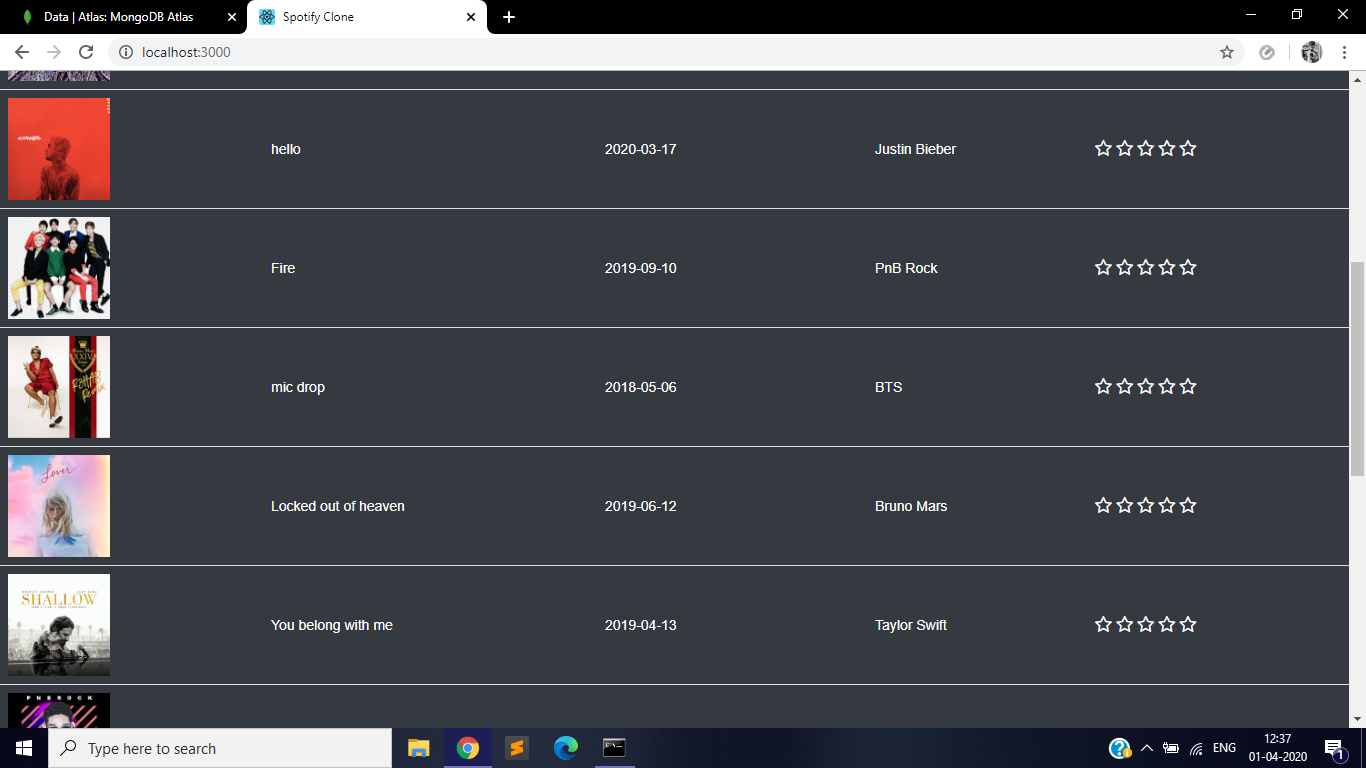 Data | Atlas: MongoDB Atlas
Spotify Clone
localhost:3000
hello 2020-03-17 Justin Bieber
Fire 2019-09-10 PnB Rock
mic drop 2018-05-06 BTS
XXIV
Locked out of heaven 2019-06-12 Bruno Mars
Lover
You belong with me 2019-04-13 Taylor Swift
SHALLOW
PNBROCK
Type here to search
ENG
12:37
01-04-2020
1